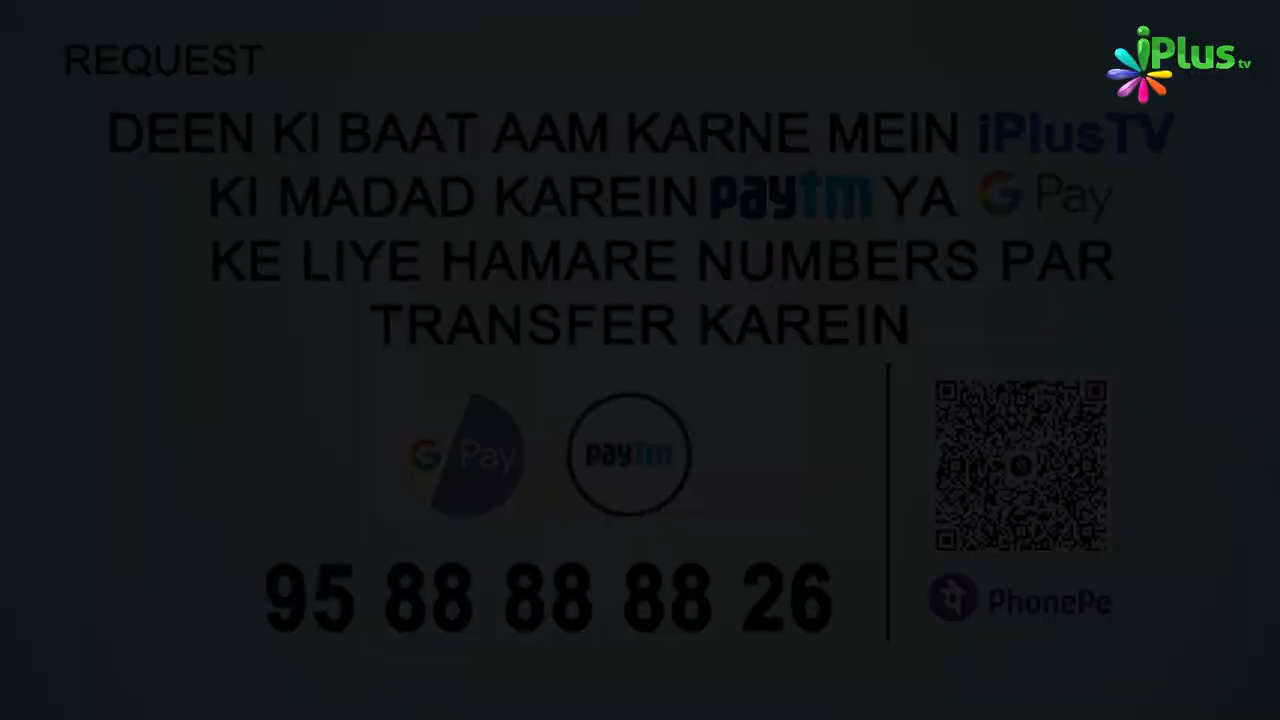 iPlus tv
REQUEST
DEEN KI BAAT AAM KARNE MEIN iPlusTV
KI MADAD KAREIN paytm YA G Pay
KE LIYE HAMARE NUMBERS PAR
TRANSFER KAREIN
G Pay paytm
95 88 88 88 26
पे PhonePe